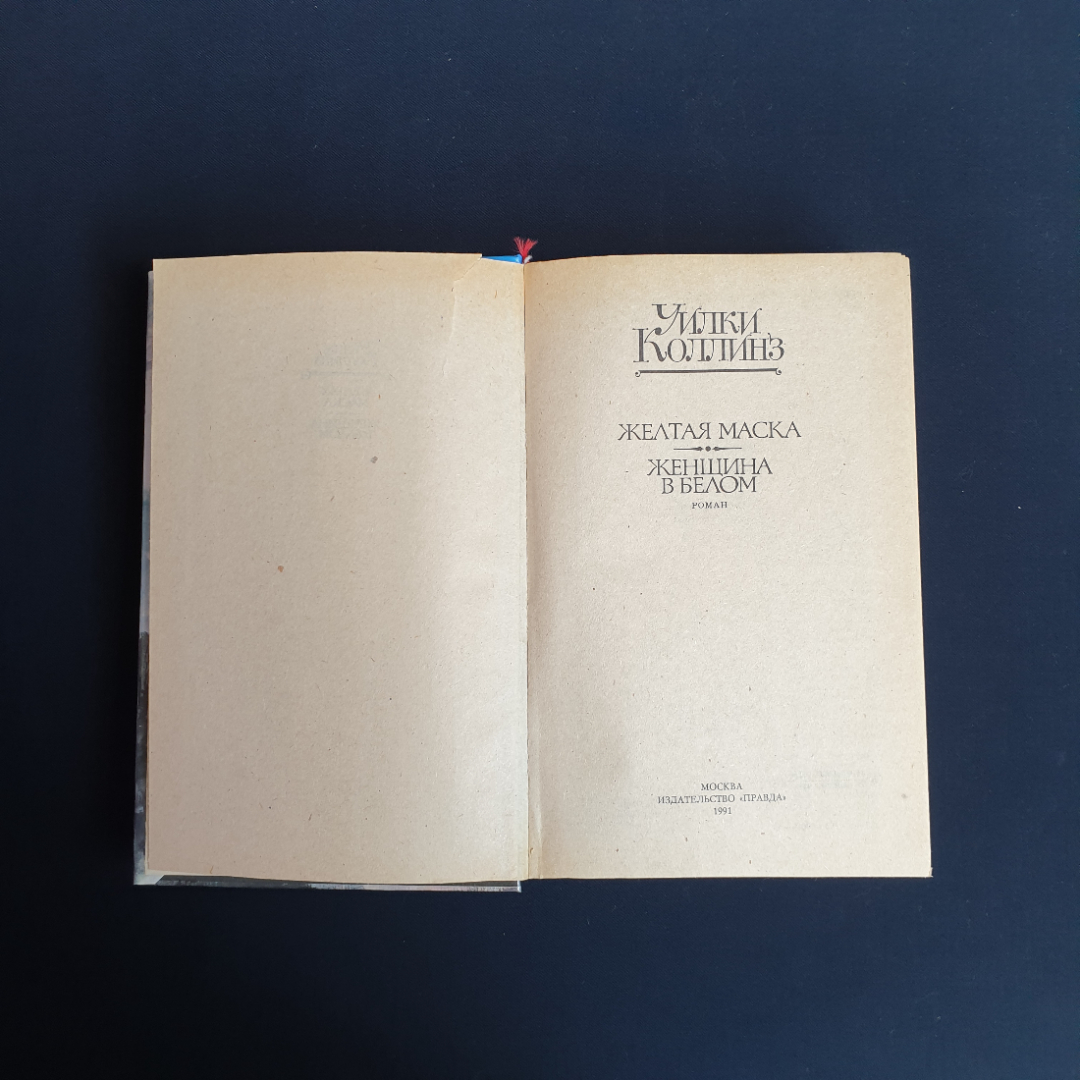 Уилки
Коллинз
ЖЕЛТАЯ МАСКА
ЖЕНЩИНА
В БЕЛОМ
РОМАН
МОСКВА
ИЗДАТЕЛЬСТВО «ПРАВДА»
1991